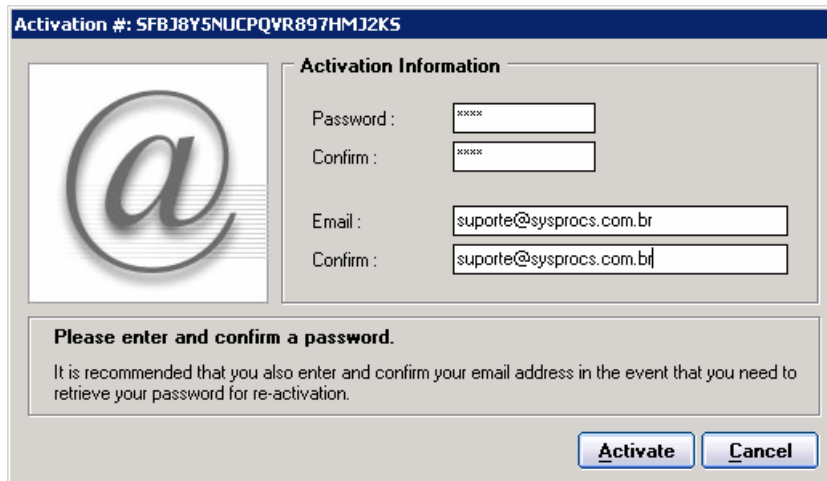 Activation #: SFBJ8Y5NUCPQVR897HMJ2KS
Activation Information
Password :
****
Confirm :
****
Email :
suporte@sysprocs.com.br
Confirm :
suporte@sysprocs.com.br
@
Please enter and confirm a password.
It is recommended that you also enter and confirm your email address in the event that you need to
retrieve your password for re-activation.
Activate
Cancel